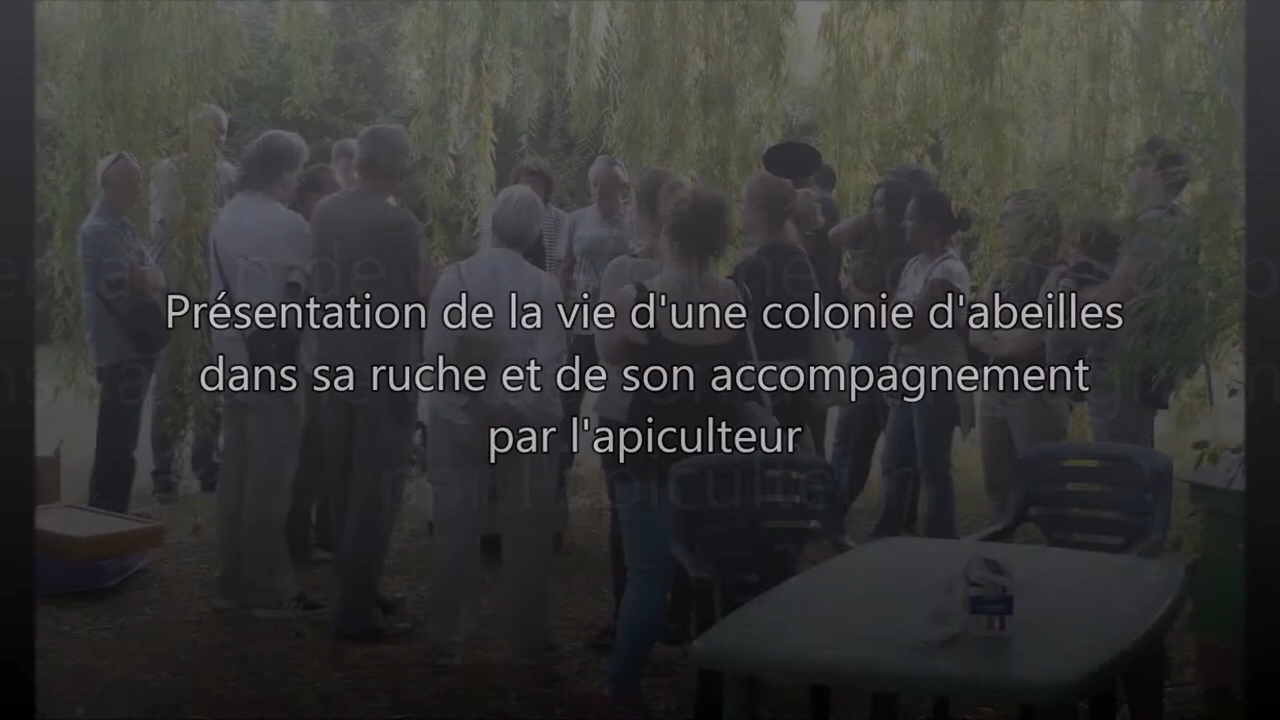 Présentation de la vie d'une colonie d'abeilles
dans sa ruche et de son accompagnement
par l'apiculteur